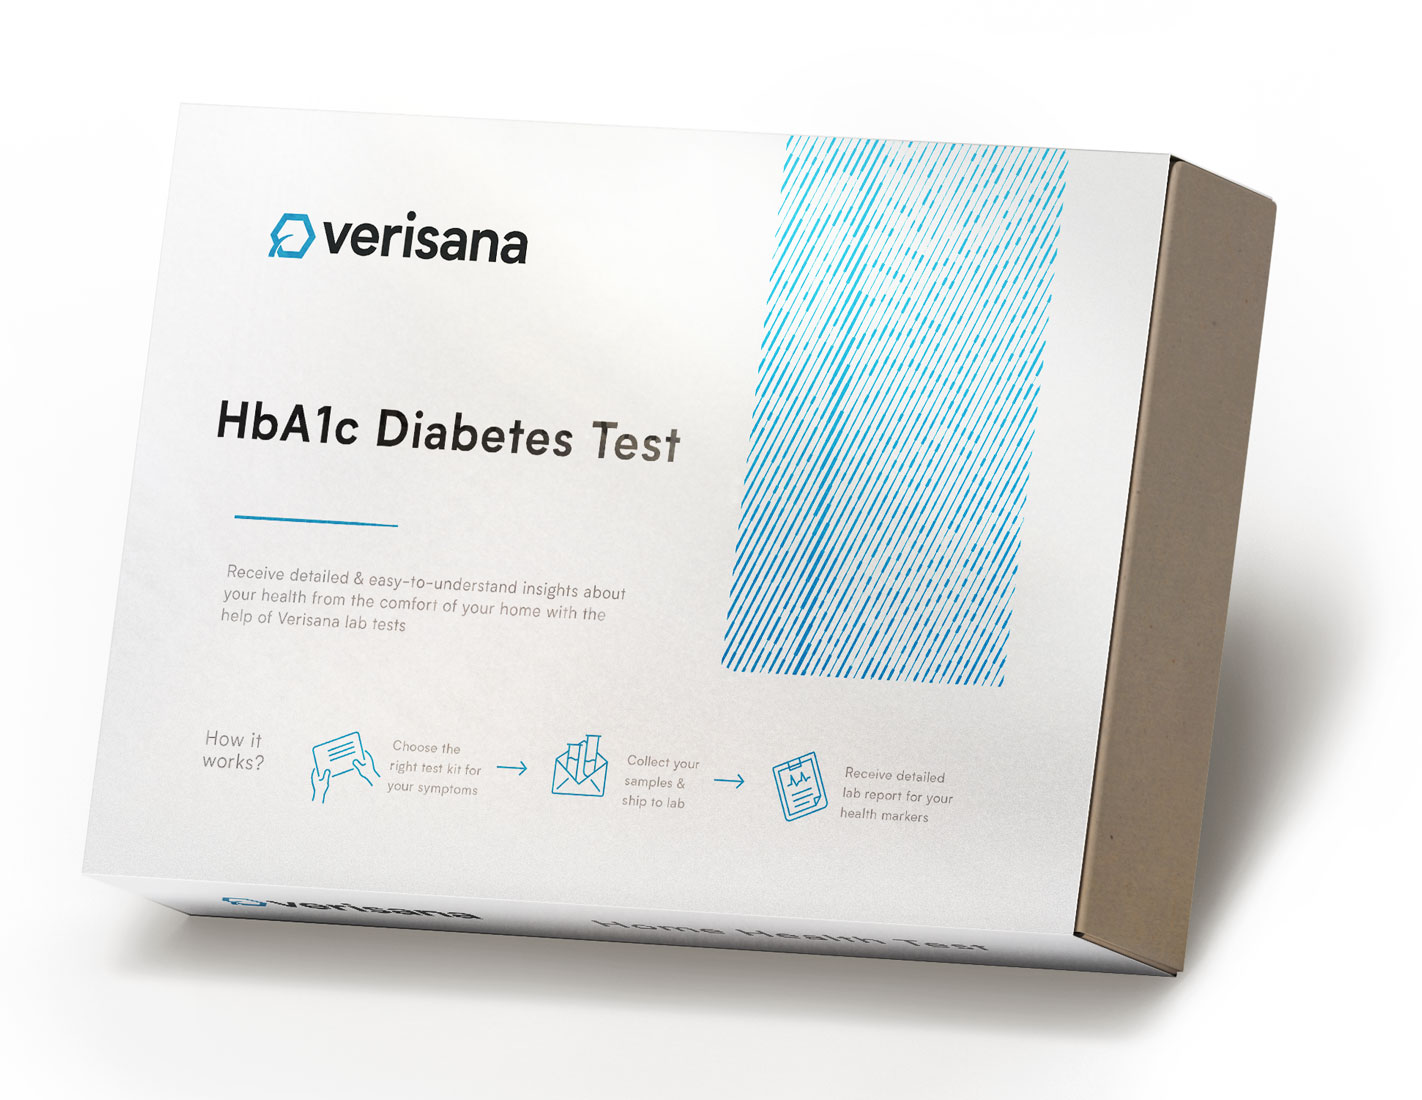 verisana
HbA1c Diabetes Test
Receive detailed & easy-to-understand insights about
your health from the comfort of your home with the
help of Verisana lab tests
How it
works?
Choose the
right test kit for
your symptoms
Collect your
samples &
ship to lab
Receive detailed
lab report for your
health markers
verisana
Home Health Test